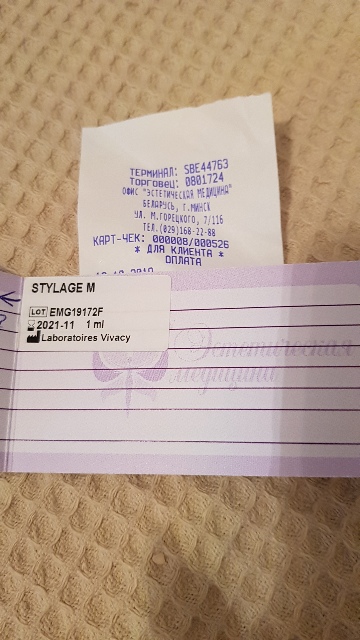 ТЕРМИНАЛ: SBE44763
ТОРГОВЕЦ: 0801724
ОФИС "ЭСТЕТИЧЕСКАЯ МЕДИЦИНА"
БЕЛАРУСЬ, Г.МИНСК
УЛ. М.ГОРЕЦКОГО, 7/116
ТЕЛ.(029)168-22-88
КАРТ-ЧЕК: 000000/000526
* ДЛЯ КЛИЕНТА *
ОПЛАТА
STYLAGE M
LOT EMG19172F
2021-11 1 ml
Laboratoires Vivacy
Эстетическая
медицина